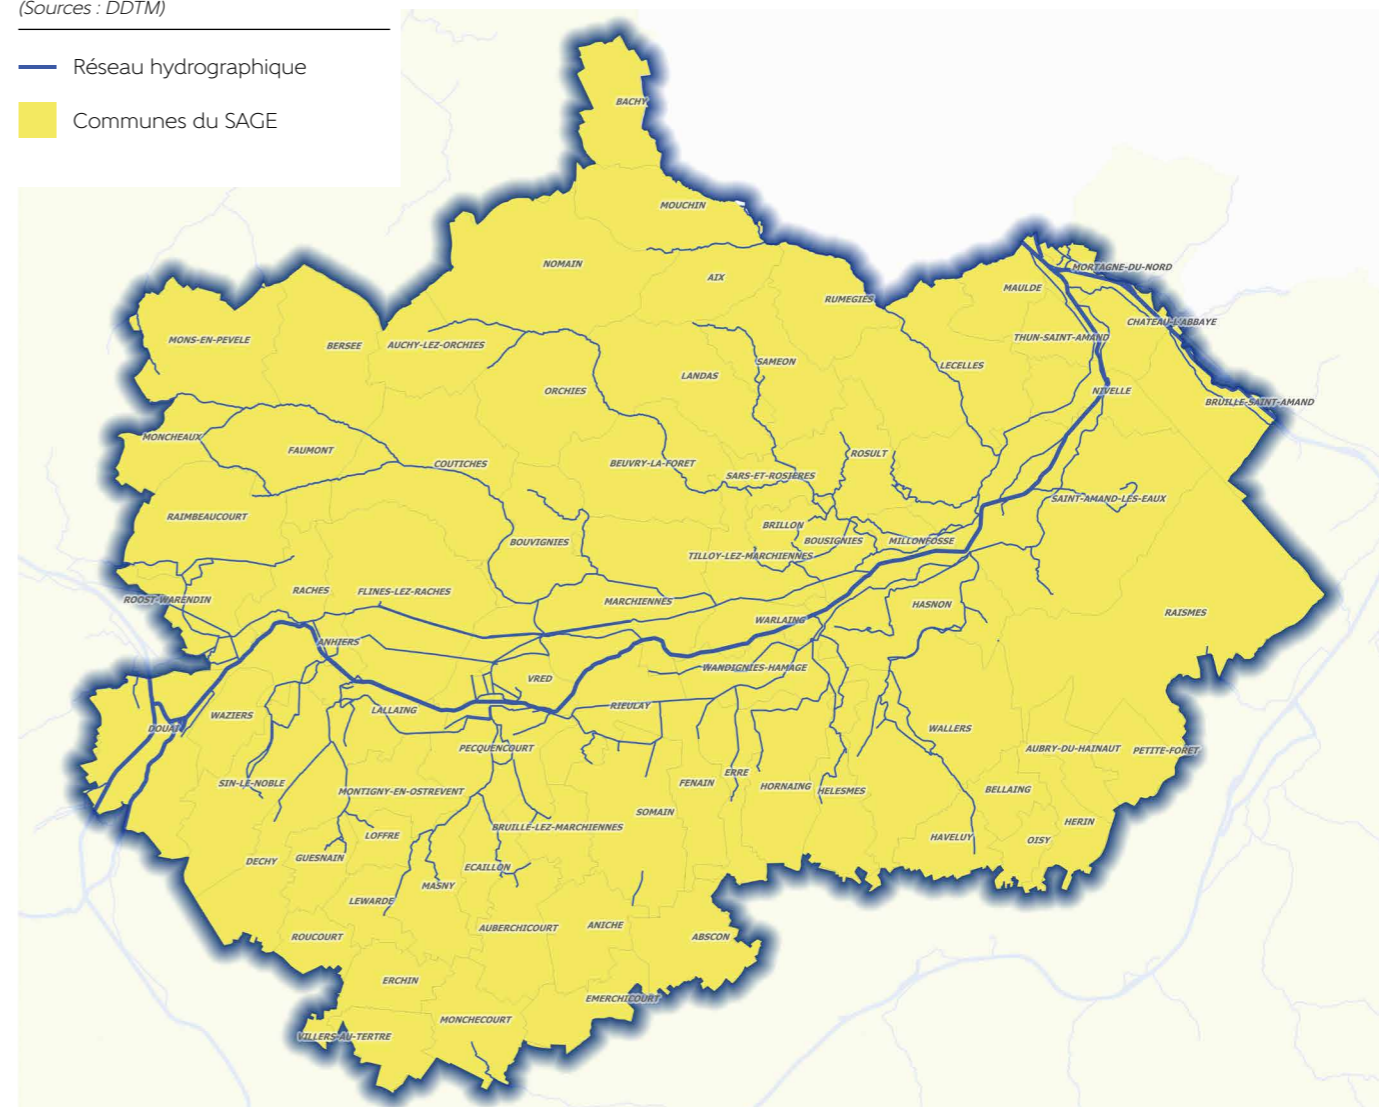 (Sources : DDTM)
Réseau hydrographique
Communes du SAGE
BACHY
MOUCHIN
NOMAIN
AIX
MORTAGNE-DU-NORD
MAULDE
RUMEGIES
CHATEAU-L'ABBAYE
MONS-EN-PEVELE
BERSEE
AUCHY-LEZ-ORCHIES
THUN-SAINT-AMAND
SAMEON
LECELLES
LANDAS
ORCHIES
NIVELLE
BRUILLE-SAINT-AMAND
MONCHEAUX
FAUMONT
COUTICHES
BEUVRY-LA-FORET
ROSULT
SARS-ET-ROSIERES
SAINT-AMAND-LES-EAUX
RAIMBEAUCOURT
BRILLON
BOUVIGNIES
BOUSIGNIES
MILLONFOSSE
TILLOY-LEZ-MARCHIENNES
ROOST-WARENDIN
RACHES
FLINES-LEZ-RACHES
MARCHIENNES
HASNON
RAISMES
WARLAING
ANHIERS
WANDIGNIES-HAMAGE
VRED
RIEULAY
LALLAING
WAZIERS
DOUAI
WALLERS
PECQUENCOURT
AUBRY-DU-HAINAUT
PETITE-FORET
SIN-LE-NOBLE
MONTIGNY-EN-OSTREVENT
FENAIN
ERRE
HORNAING
HELESMES
BELLAING
SOMAIN
HERIN
BRUILLE-LEZ-MARCHIENNES
LOFFRE
HAVELUY
OISY
DECHY
GUESNAIN
ECAILLON
MASNY
LEWARDE
AUBERCHICOURT
ANICHE
ROUCOURT
ABSCON
ERCHIN
EMERCHICOURT
MONCHECOURT
VILLERS-AU-TERTRE